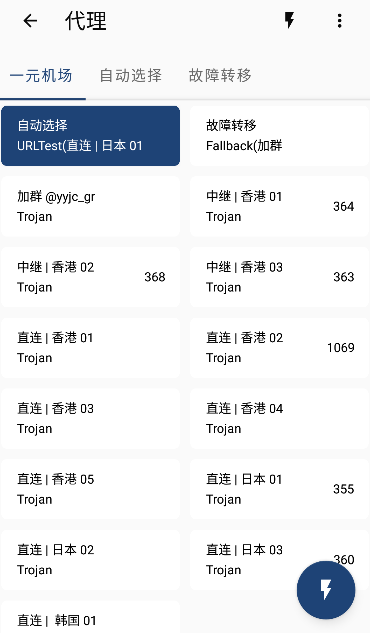 代理
一元机场 自动选择 故障转移
自动选择
URLTest(直连 | 日本 01
故障转移
Fallback(加群
加群 @yyjc_gr
Trojan
中继 | 香港 01
Trojan
364
中继 | 香港 02
Trojan
368
中继 | 香港 03
Trojan
363
直连 | 香港 01
Trojan
直连 | 香港 02
Trojan
1069
直连 | 香港 03
Trojan
直连 | 香港 04
Trojan
直连 | 香港 05
Trojan
直连 | 日本 01
Trojan
355
直连 | 日本 02
Trojan
直连 | 日本 03
Trojan
360
直连 | 韩国 01